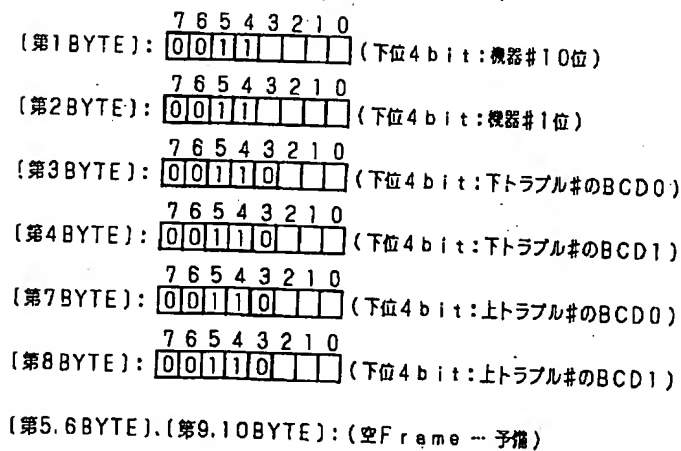 7 6 5 4 3 2 1 0
〔第1BYTE〕: 0 0 1 1 (下位4bit:機器#10位)
7 6 5 4 3 2 1 0
〔第2BYTE〕: 0 0 1 1 (下位4bit:機器#1位)
7 6 5 4 3 2 1 0
〔第3BYTE〕: 0 0 1 1 0 (下位4bit:下トラブル#のBCD0)
7 6 5 4 3 2 1 0
〔第4BYTE〕: 0 0 1 1 0 (下位4bit:下トラブル#のBCD1)
7 6 5 4 3 2 1 0
〔第7BYTE〕: 0 0 1 1 0 (下位4bit:上トラブル#のBCD0)
7 6 5 4 3 2 1 0
〔第8BYTE〕: 0 0 1 1 0 (下位4bit:上トラブル#のBCD1)
〔第5.6BYTE〕.〔第9.10BYTE〕:(空Frame…予備)